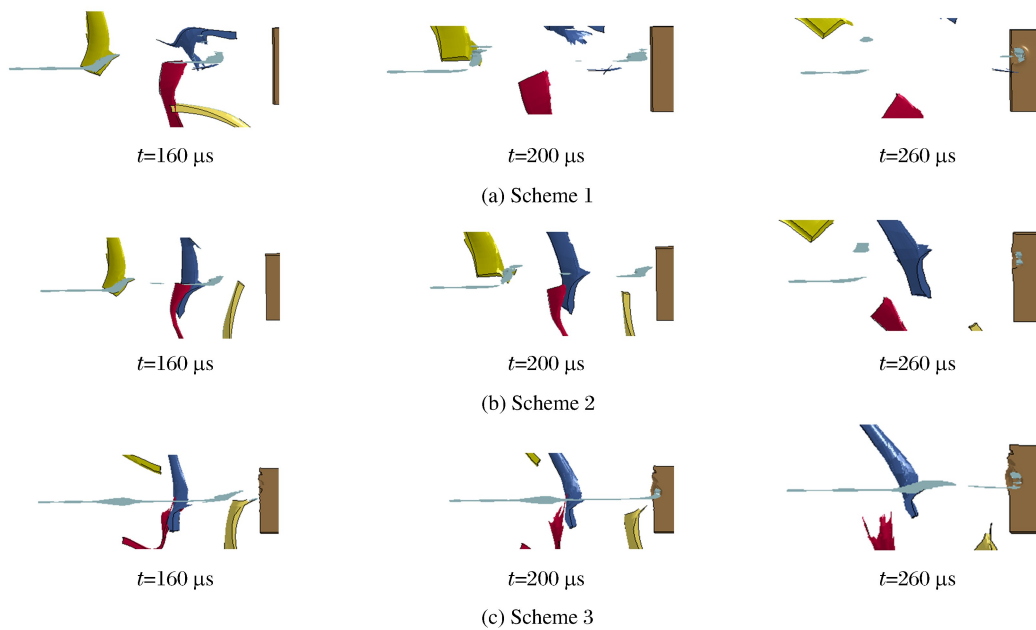 t=160 μs t=200 μs t=260 μs
(a) Scheme 1
t=160 μs t=200 μs t=260 μs
(b) Scheme 2
t=160 μs t=200 μs t=260 μs
(c) Scheme 3